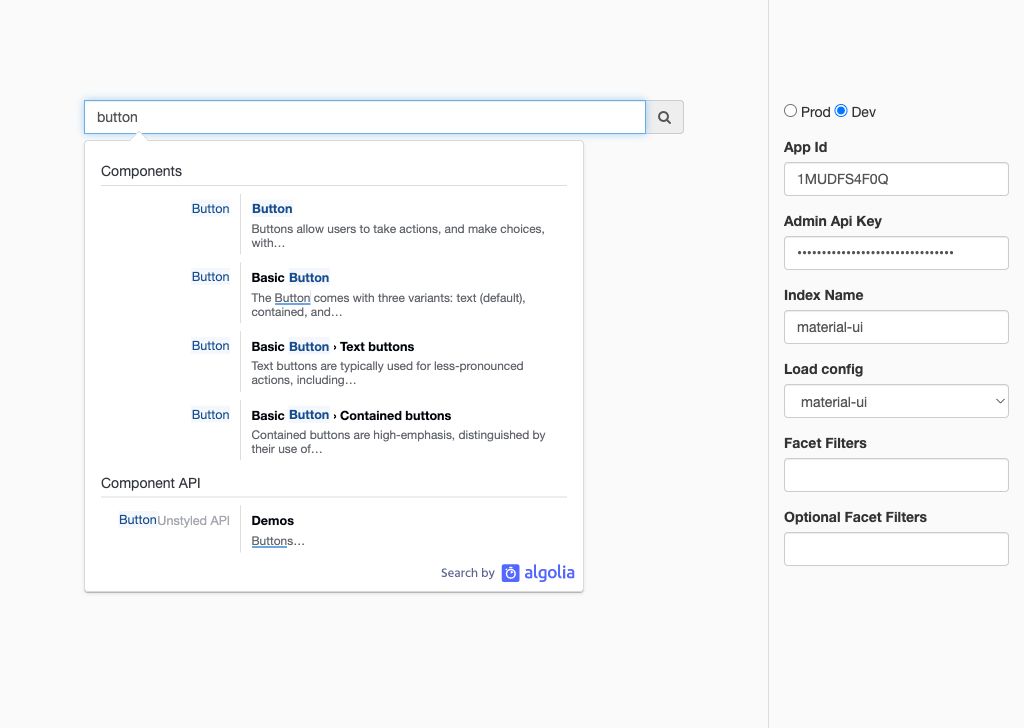 button
Components
Button
Button
Buttons allow users to take actions, and make choices,
with…
Button
Basic Button
The Button comes with three variants: text (default),
contained, and…
Button
Basic Button › Text buttons
Text buttons are typically used for less-pronounced
actions, including…
Button
Basic Button › Contained buttons
Contained buttons are high-emphasis, distinguished by
their use of…
Component API
ButtonUnstyled API
Demos
Buttons…
Search by algolia
Prod Dev
App Id
1MUDFS4F0Q
Admin Api Key
Index Name
material-ui
Load config
material-ui
Facet Filters
Optional Facet Filters